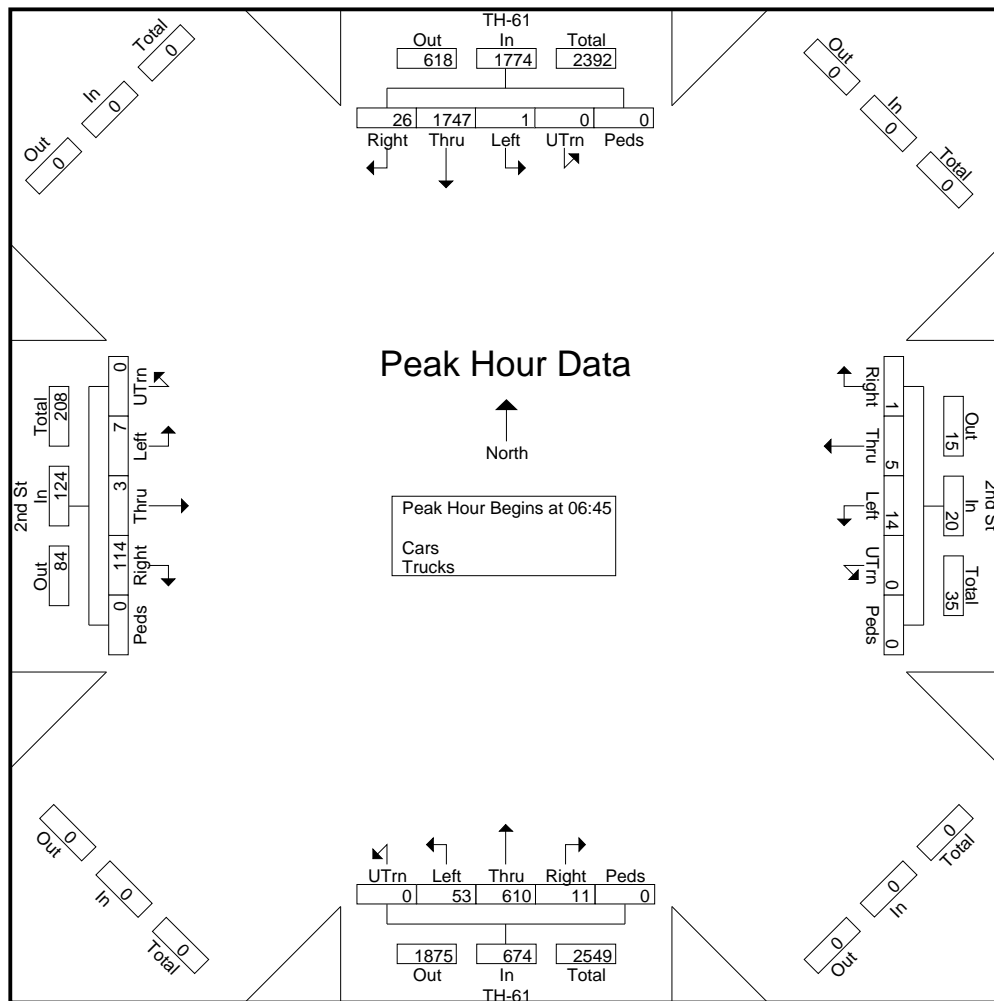 TH-61
Out In Total
618 1774 2392
26 1747 1 0 0
Right Thru Left UTrn Peds
Total
0
In
0
Out
0
Out
0
In
0
Total
0
2nd St
Total
208
In
124
Out
84
0 7 3 114 0
UTrn Left Thru Right Peds
Peak Hour Data
North
Peak Hour Begins at 06:45
Cars
Trucks
Right Thru Left UTrn Peds
1 5 14 0 0
Out
15
In
20
Total
35
2nd St
Out
0
In
0
Total
0
UTrn Left Thru Right Peds
0 53 610 11 0
1875 674 2549
Out In Total
TH-61
Total
0
In
0
Out
0